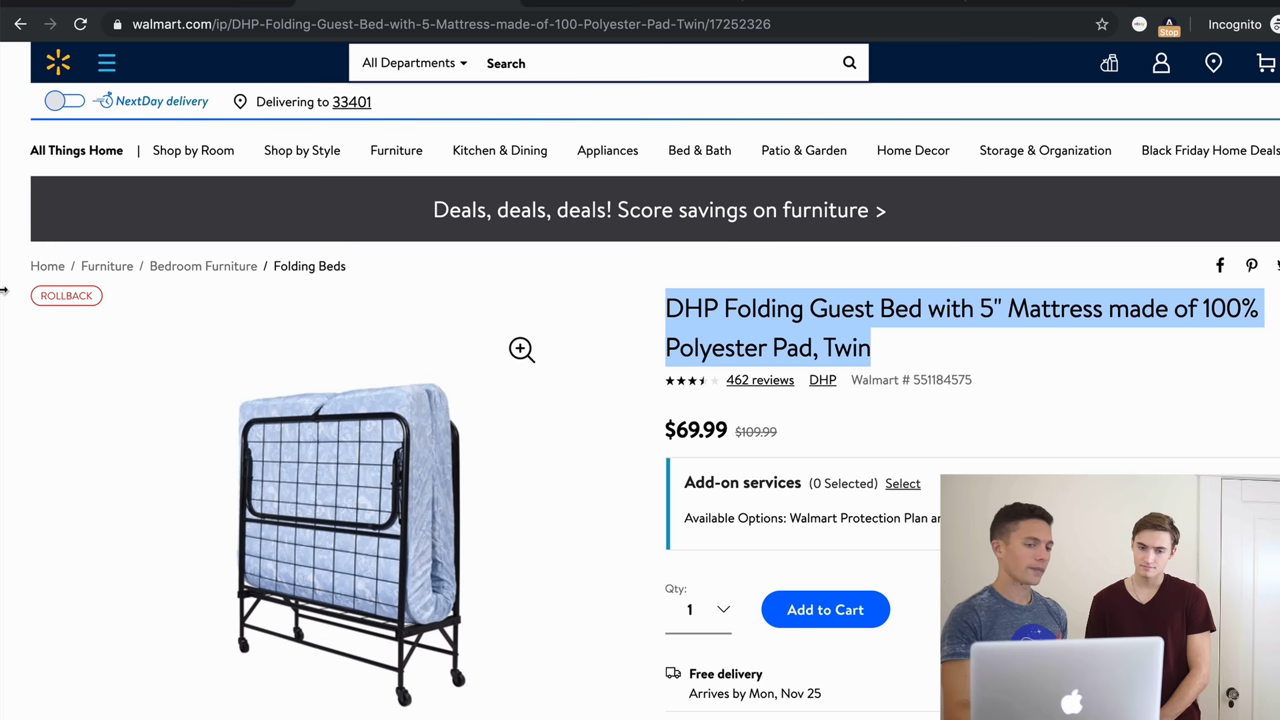 walmart.com/ip/DHP-Folding-Guest-Bed-with-5-Mattress-made-of-100-Polyester-Pad-Twin/17252326
Stop
Incognito
All Departments
Search
NextDay delivery
Delivering to 33401
All Things Home | Shop by Room Shop by Style Furniture Kitchen & Dining Appliances Bed & Bath Patio & Garden Home Decor Storage & Organization Black Friday Home Deals
Deals, deals, deals! Score savings on furniture >
Home / Furniture / Bedroom Furniture / Folding Beds
ROLLBACK
DHP Folding Guest Bed with 5" Mattress made of 100%
Polyester Pad, Twin
462 reviews DHP Walmart # 551184575
$69.99 $109.99
Add-on services (0 Selected) Select
Available Options: Walmart Protection Plan
Qty:
1
Add to Cart
Free delivery
Arrives by Mon, Nov 25